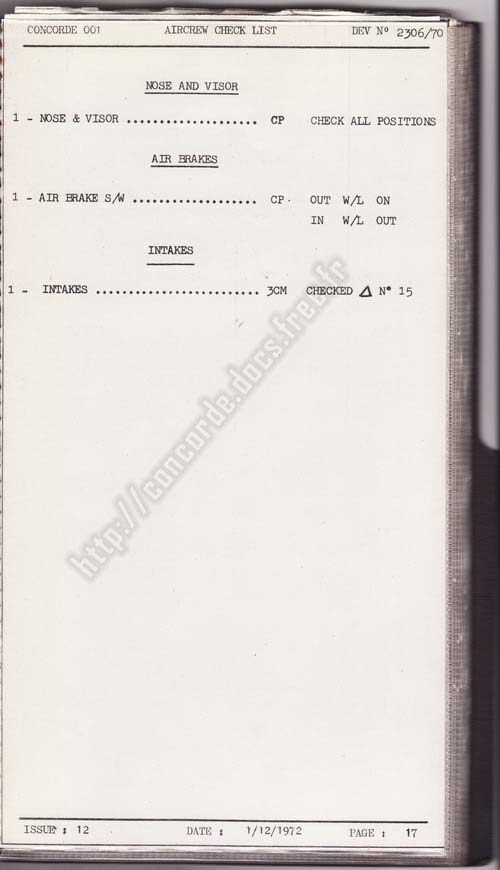 CONCORDE 001 AIRCREW CHECK LIST DEV Nº 2306/70
NOSE AND VISOR
1 - NOSE & VISOR .................... CP CHECK ALL POSITIONS
AIR BRAKES
1 - AIR BRAKE S/W ................... CP. OUT W/L ON
IN W/L OUT
INTAKES
1 - INTAKES ......................... 3CM CHECKED △ Nº 15
http://concorde.docs.free.fr
ISSUE : 12 DATE : 1/12/1972 PAGE : 17